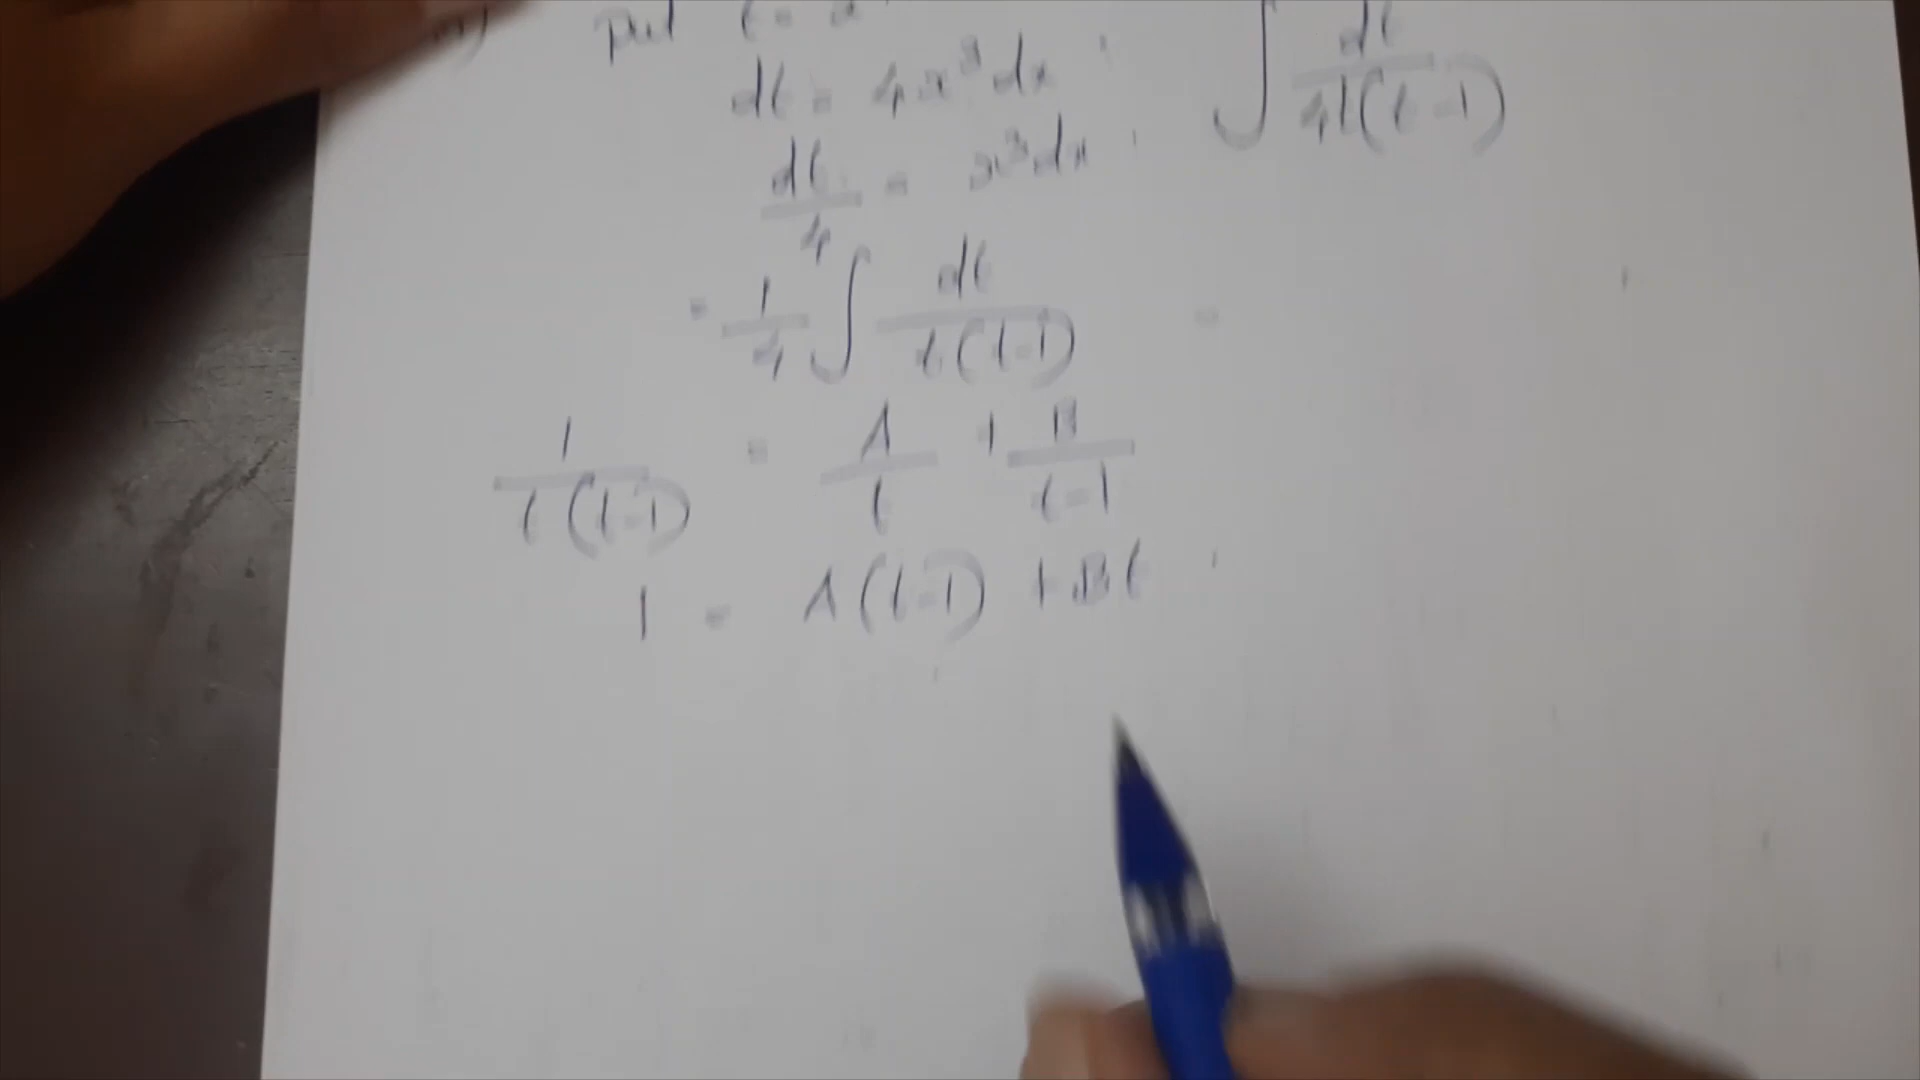 put t =
dt = 4x³dx ∫ dt / 4t(t-1)
dt/4 = x³dx
= 1/4 ∫ dt / t(t-1) =
1 / t(t-1) = A/t + B/t-1
1 = A(t-1) + Bt